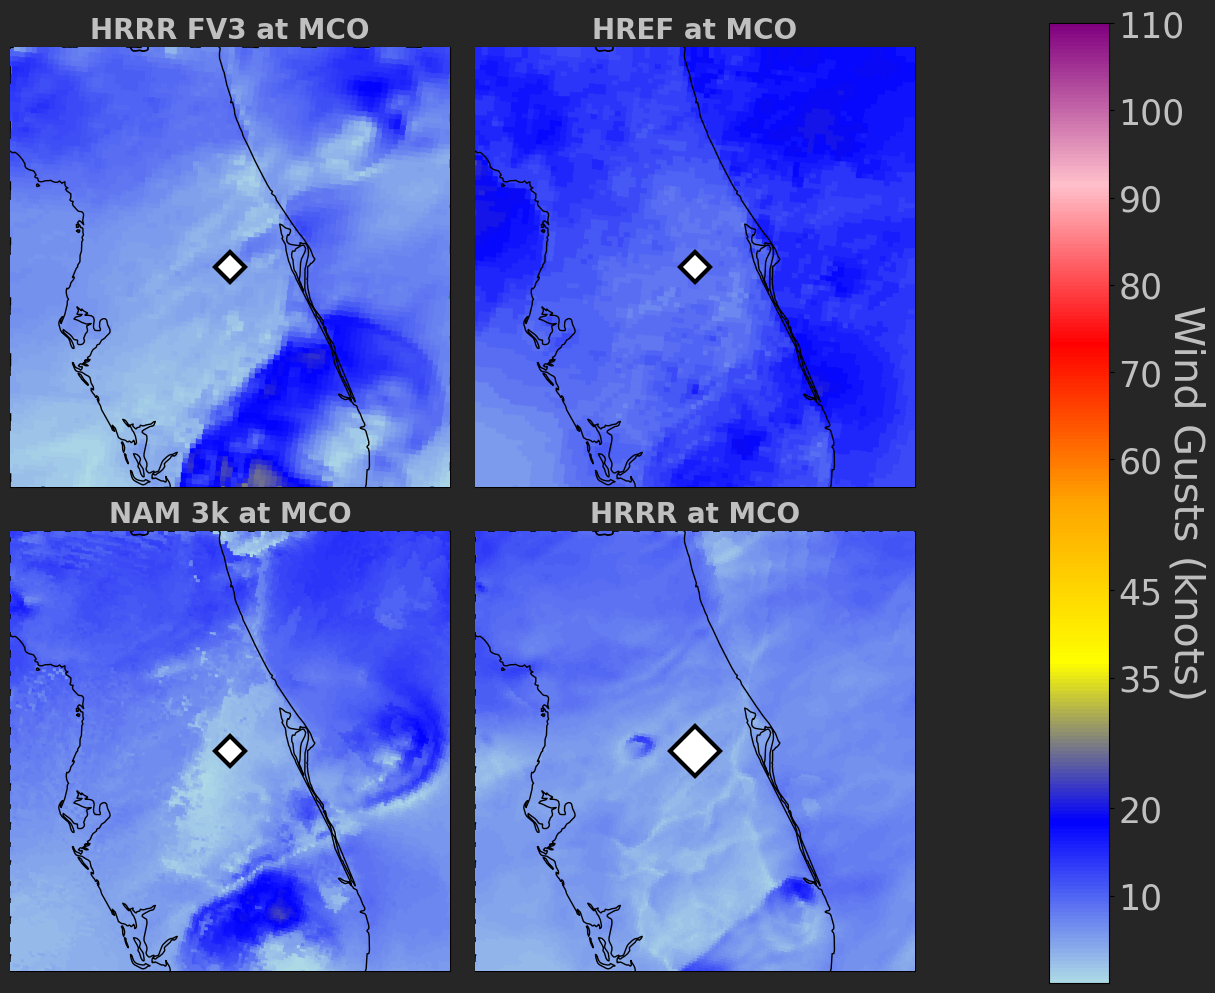 HRRR FV3 at MCO
HREF at MCO
NAM 3k at MCO
HRRR at MCO
110
100
90
80
70
60
45
35
20
10
Wind Gusts (knots)